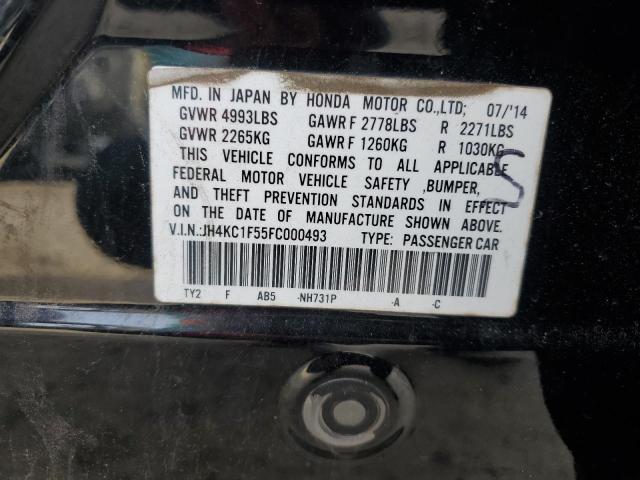 MFD. IN JAPAN BY HONDA MOTOR CO.,LTD; 07/'14
GVWR 4993LBS GAWR F 2778LBS R 2271LBS
GVWR 2265KG GAWR F 1260KG R 1030KG
THIS VEHICLE CONFORMS TO ALL APPLICABLE
FEDERAL MOTOR VEHICLE SAFETY ,BUMPER,
AND THEFT PREVENTION STANDARDS IN EFFECT
ON THE DATE OF MANUFACTURE SHOWN ABOVE.
V.I.N.:JH4KC1F55FC000493 TYPE: PASSENGER CAR
TY2 F AB5 -NH731P -A -C
5